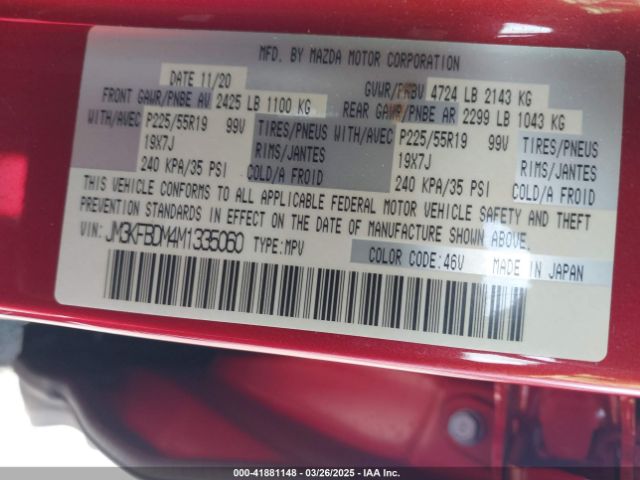 MFD. BY MAZDA MOTOR CORPORATION
DATE 11/20 GVWR/PNBV 4724 LB 2143 KG
FRONT GAWR/PNBE AV 2425 LB 1100 KG REAR GAWR/PNBE AR 2299 LB 1043 KG
WITH/AVEC P225/55R19 99V TIRES/PNEUS WITH/AVEC P225/55R19 99V TIRES/PNEUS
19X7J RIMS/JANTES 19X7J RIMS/JANTES
240 KPA/35 PSI COLD/A FROID 240 KPA/35 PSI COLD/A FROID
THIS VEHICLE CONFORMS TO ALL APPLICABLE FEDERAL MOTOR VEHICLE SAFETY AND THEFT
PREVENTION STANDARDS IN EFFECT ON THE DATE OF MANUFACTURE SHOWN ABOVE.
VIN: JM3KFBDM4M1335060 TYPE:MPV COLOR CODE:46V MADE IN JAPAN
000-41881148 - 03/26/2025 - IAA Inc.